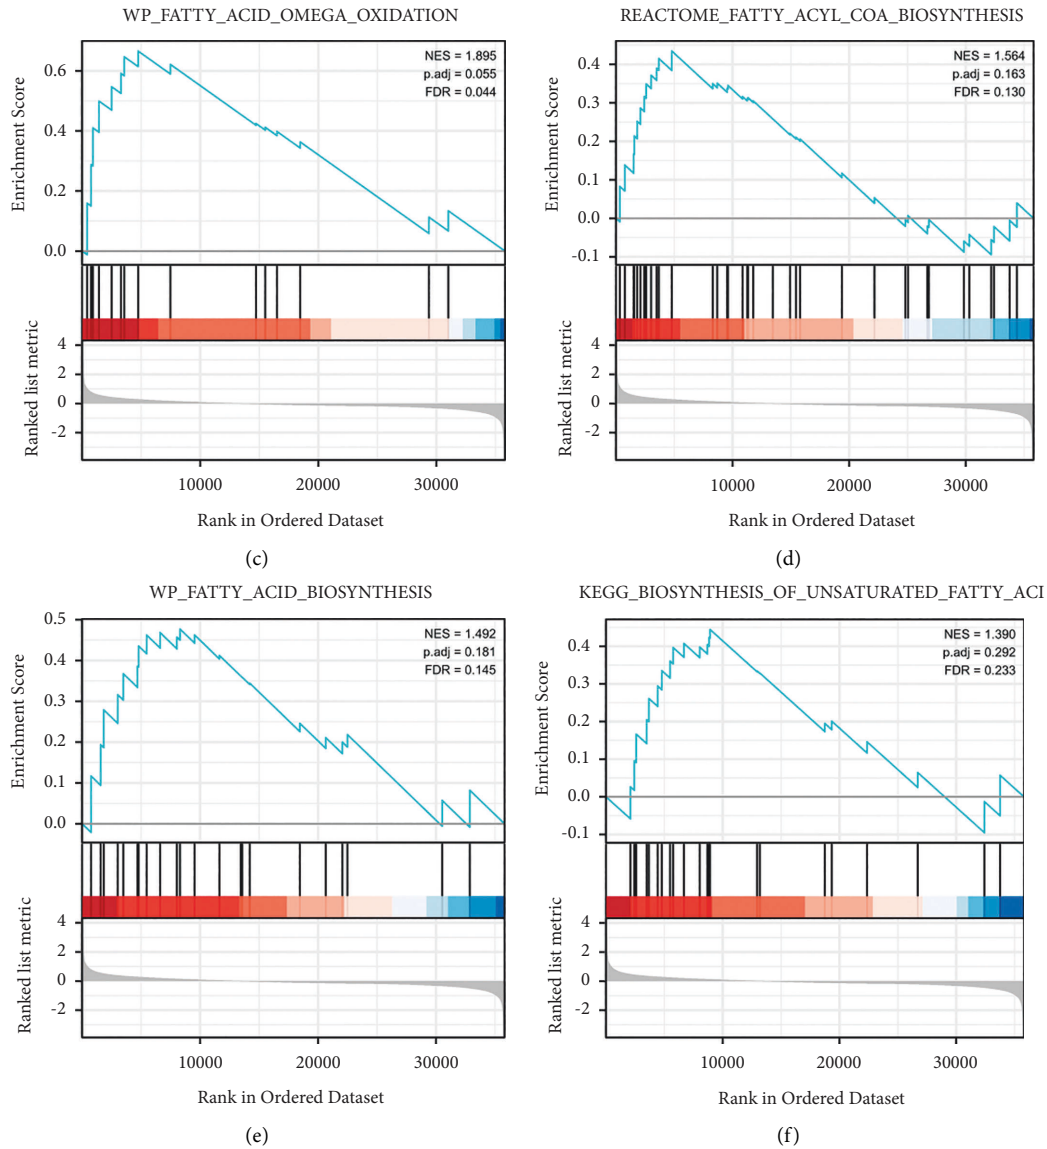 WP_FATTY_ACID_OMEGA_OXIDATION
NES = 1.895
p.adj = 0.055
FDR = 0.044
Enrichment Score
0.6
0.4
0.2
0.0
Ranked list metric
4
2
0
-2
10000 20000 30000
Rank in Ordered Dataset
(c)
REACTOME_FATTY_ACYL_COA_BIOSYNTHESIS
NES = 1.564
p.adj = 0.163
FDR = 0.130
Enrichment Score
0.4
0.3
0.2
0.1
0.0
-0.1
Ranked list metric
4
2
0
-2
10000 20000 30000
Rank in Ordered Dataset
(d)
WP_FATTY_ACID_BIOSYNTHESIS
NES = 1.492
p.adj = 0.181
FDR = 0.145
Enrichment Score
0.5
0.4
0.3
0.2
0.1
0.0
Ranked list metric
4
2
0
-2
10000 20000 30000
Rank in Ordered Dataset
(e)
KEGG_BIOSYNTHESIS_OF_UNSATURATED_FATTY_ACI
NES = 1.390
p.adj = 0.292
FDR = 0.233
Enrichment Score
0.4
0.3
0.2
0.1
0.0
-0.1
Ranked list metric
4
2
0
-2
10000 20000 30000
Rank in Ordered Dataset
(f)